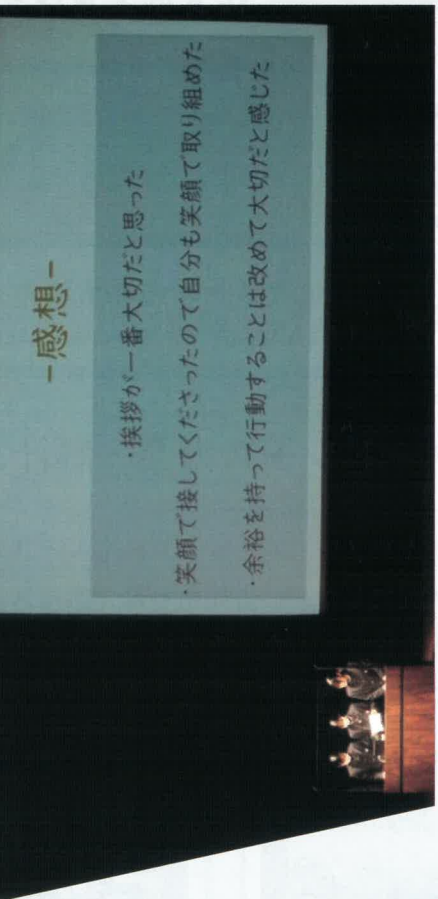 -感想-
・挨拶が一番大切だと思った
・笑顔で接してくださったので自分も笑顔で取り組めた
・余裕を持って行動することは改めて大切だと感じた